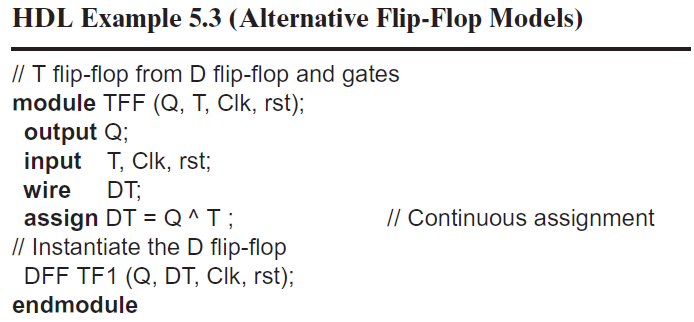 HDL Example 5.3 (Alternative Flip-Flop Models)
// T flip-flop from D flip-flop and gates
module TFF (Q, T, Clk, rst);
output Q;
input T, Clk, rst;
wire DT;
assign DT = Q ^ T ; // Continuous assignment
// Instantiate the D flip-flop
DFF TF1 (Q, DT, Clk, rst);
endmodule